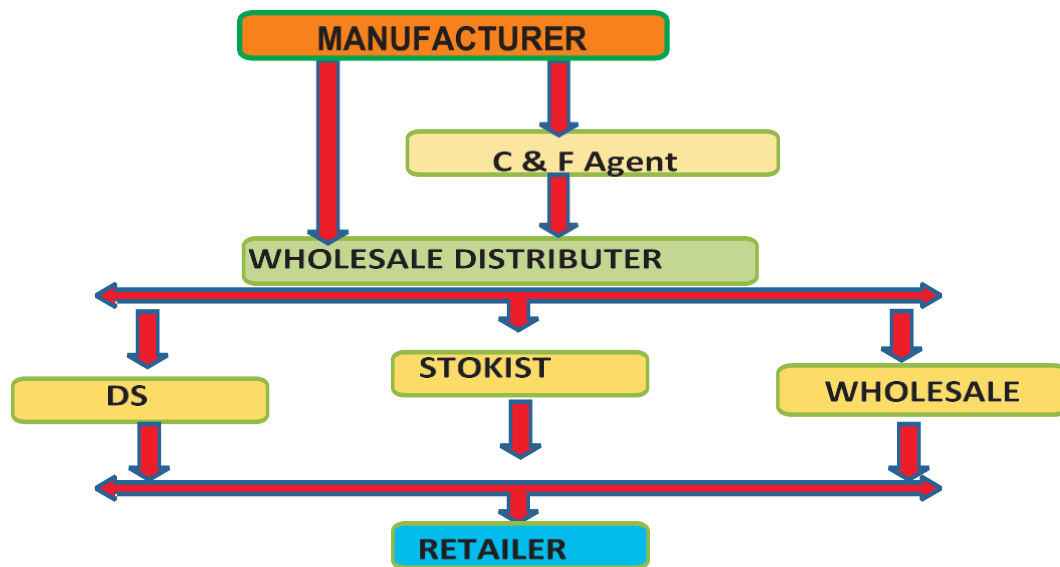 MANUFACTURER
C & F Agent
WHOLESALE DISTRIBUTER
DS
STOKIST
WHOLESALE
RETAILER